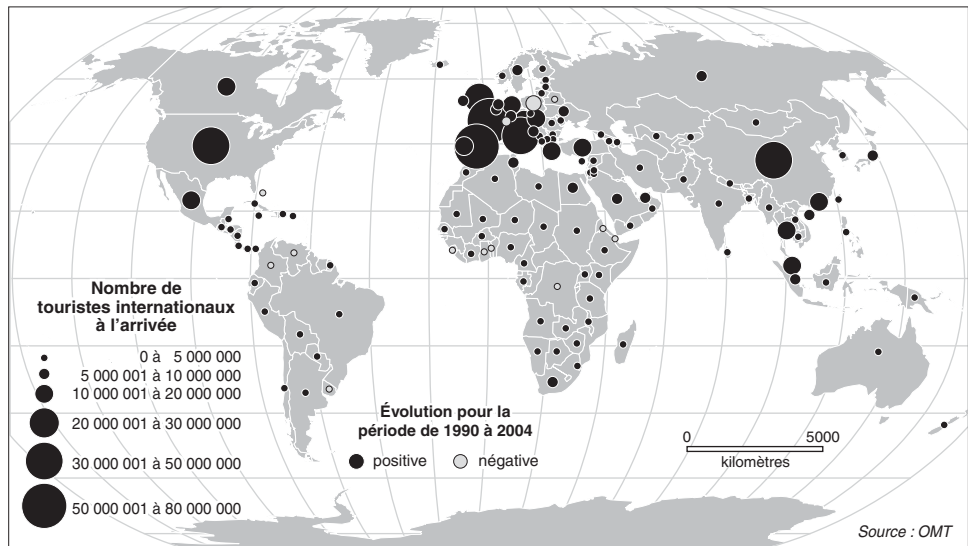 Nombre de
touristes internationaux
à l'arrivée
0 à 5 000 000
5 000 001 à 10 000 000
10 000 001 à 20 000 000
20 000 001 à 30 000 000
30 000 001 à 50 000 000
50 000 001 à 80 000 000
Évolution pour la
période de 1990 à 2004
positive négative
0 5000
kilomètres
Source : OMT